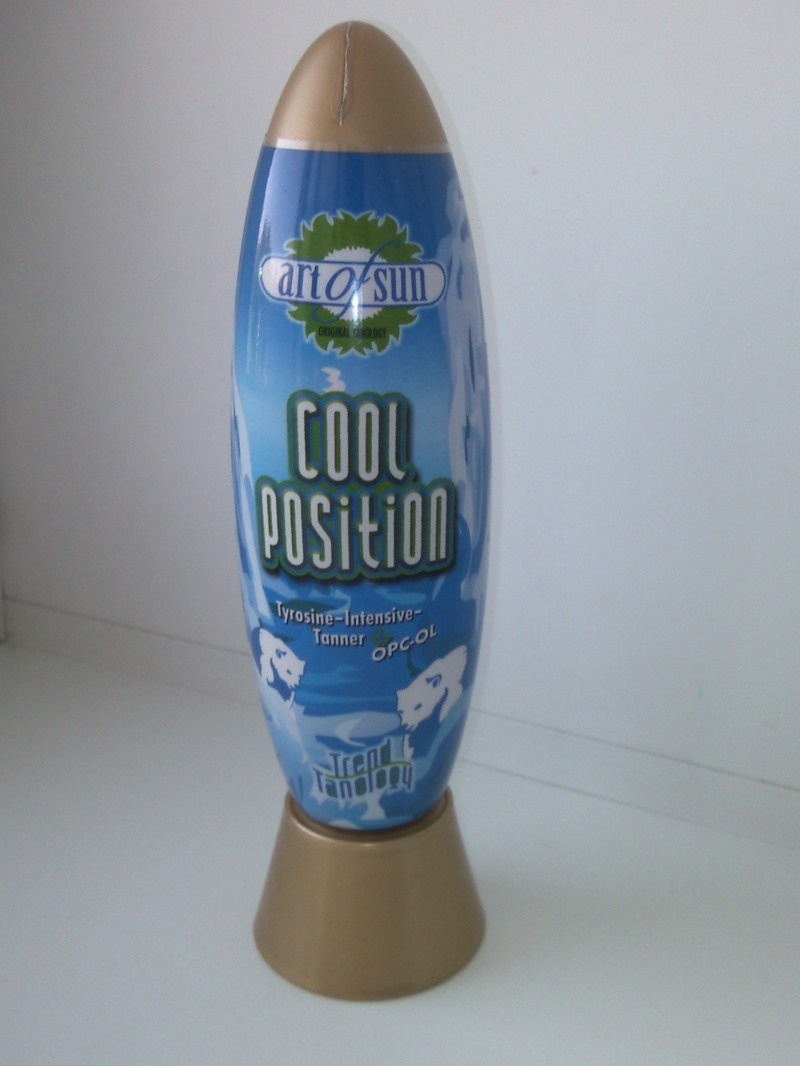 art of sun
ORIGINAL TANOLOGY
COOL
POSITION
Tyrosine-Intensive-
Tanner +
OPC-OL
Trend
Tanology